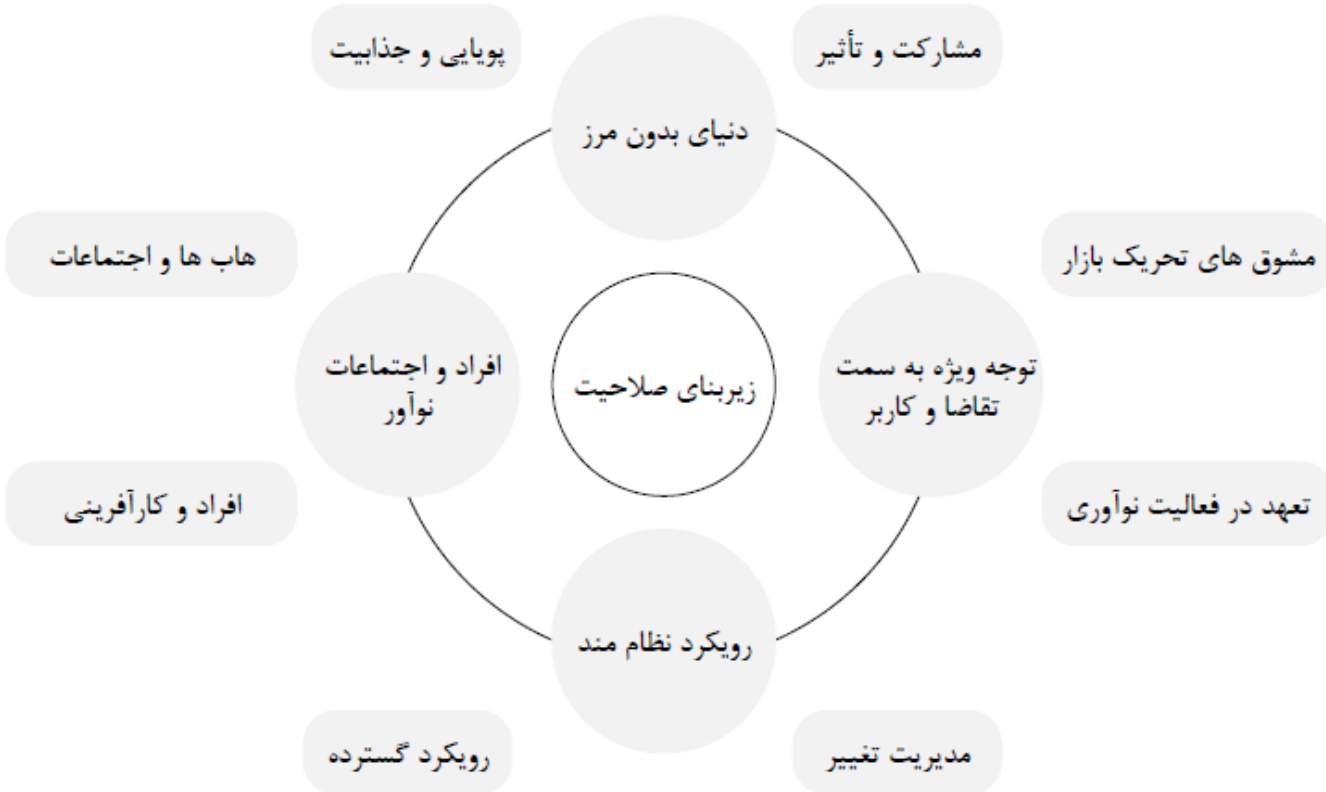 مشارکت و تأثیر
پویایی و جذابیت
دنیای بدون مرز
مشوق های تحریک بازار
هاب ها و اجتماعات
توجه ویژه به سمت
تقاضا و کاربر
زیربنای صلاحیت
افراد و اجتماعات
نوآور
تعهد در فعالیت نوآوری
افراد و کارآفرینی
رویکرد نظام مند
مدیریت تغییر
رویکرد گسترده